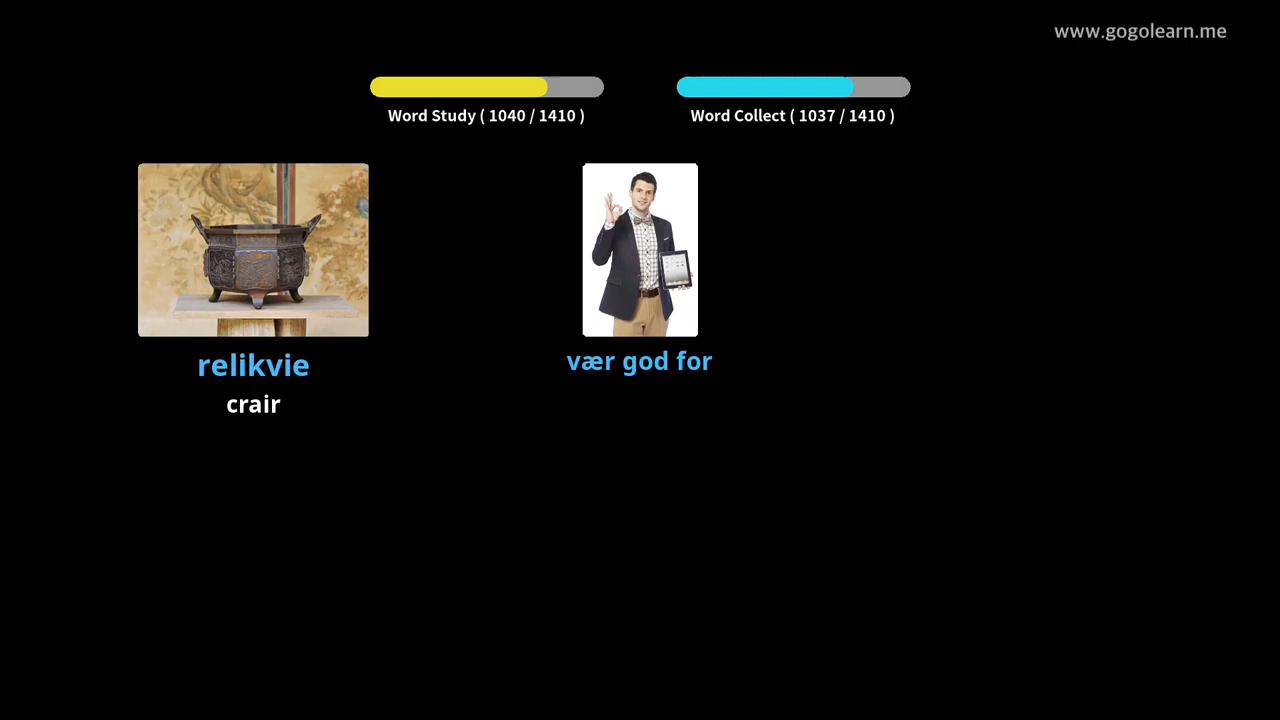 www.gogolearn.me
Word Study ( 1040 / 1410 )
Word Collect ( 1037 / 1410 )
relikvie
crair
vær god for